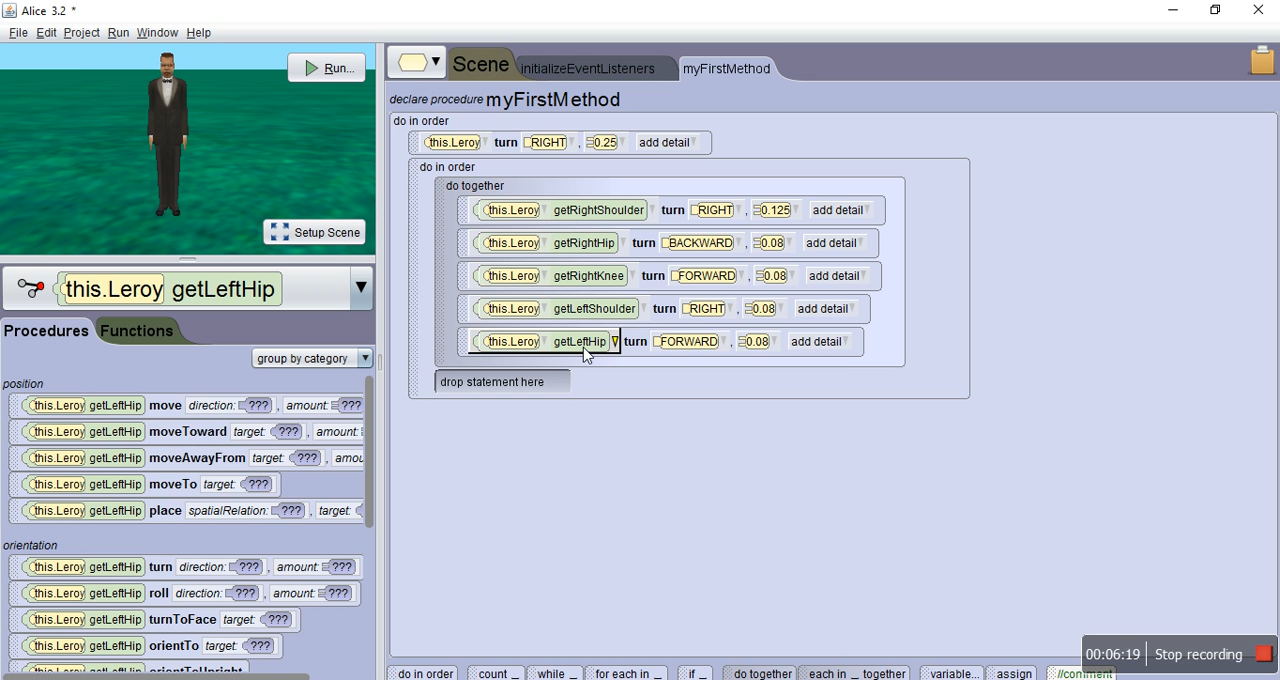 Alice 3.2 *
File Edit Project Run Window Help
Run...
Setup Scene
this.Leroy getLeftHip
Procedures Functions
group by category
position
this.Leroy getLeftHip move direction: ??? , amount: ???
this.Leroy getLeftHip moveToward target: ??? , amount:
this.Leroy getLeftHip moveAwayFrom target: ??? , amou
this.Leroy getLeftHip moveTo target: ???
this.Leroy getLeftHip place spatialRelation: ??? , target:
orientation
this.Leroy getLeftHip turn direction: ??? , amount: ???
this.Leroy getLeftHip roll direction: ??? , amount: ???
this.Leroy getLeftHip turnToFace target: ???
this.Leroy getLeftHip orientTo target: ???
this.Leroy getLeftHip orientToUpright
Scene initializeEventListeners myFirstMethod
declare procedure myFirstMethod
do in order
this.Leroy turn RIGHT , 0.25 add detail
do in order
do together
this.Leroy getRightShoulder turn RIGHT , 0.125 add detail
this.Leroy getRightHip turn BACKWARD , 0.08 add detail
this.Leroy getRightKnee turn FORWARD , 0.08 add detail
this.Leroy getLeftShoulder turn RIGHT , 0.08 add detail
this.Leroy getLeftHip turn FORWARD , 0.08 add detail
drop statement here
00:06:19 Stop recording
do in order count _ while _ for each in _ if _ do together each in _ together variable... assign //comment